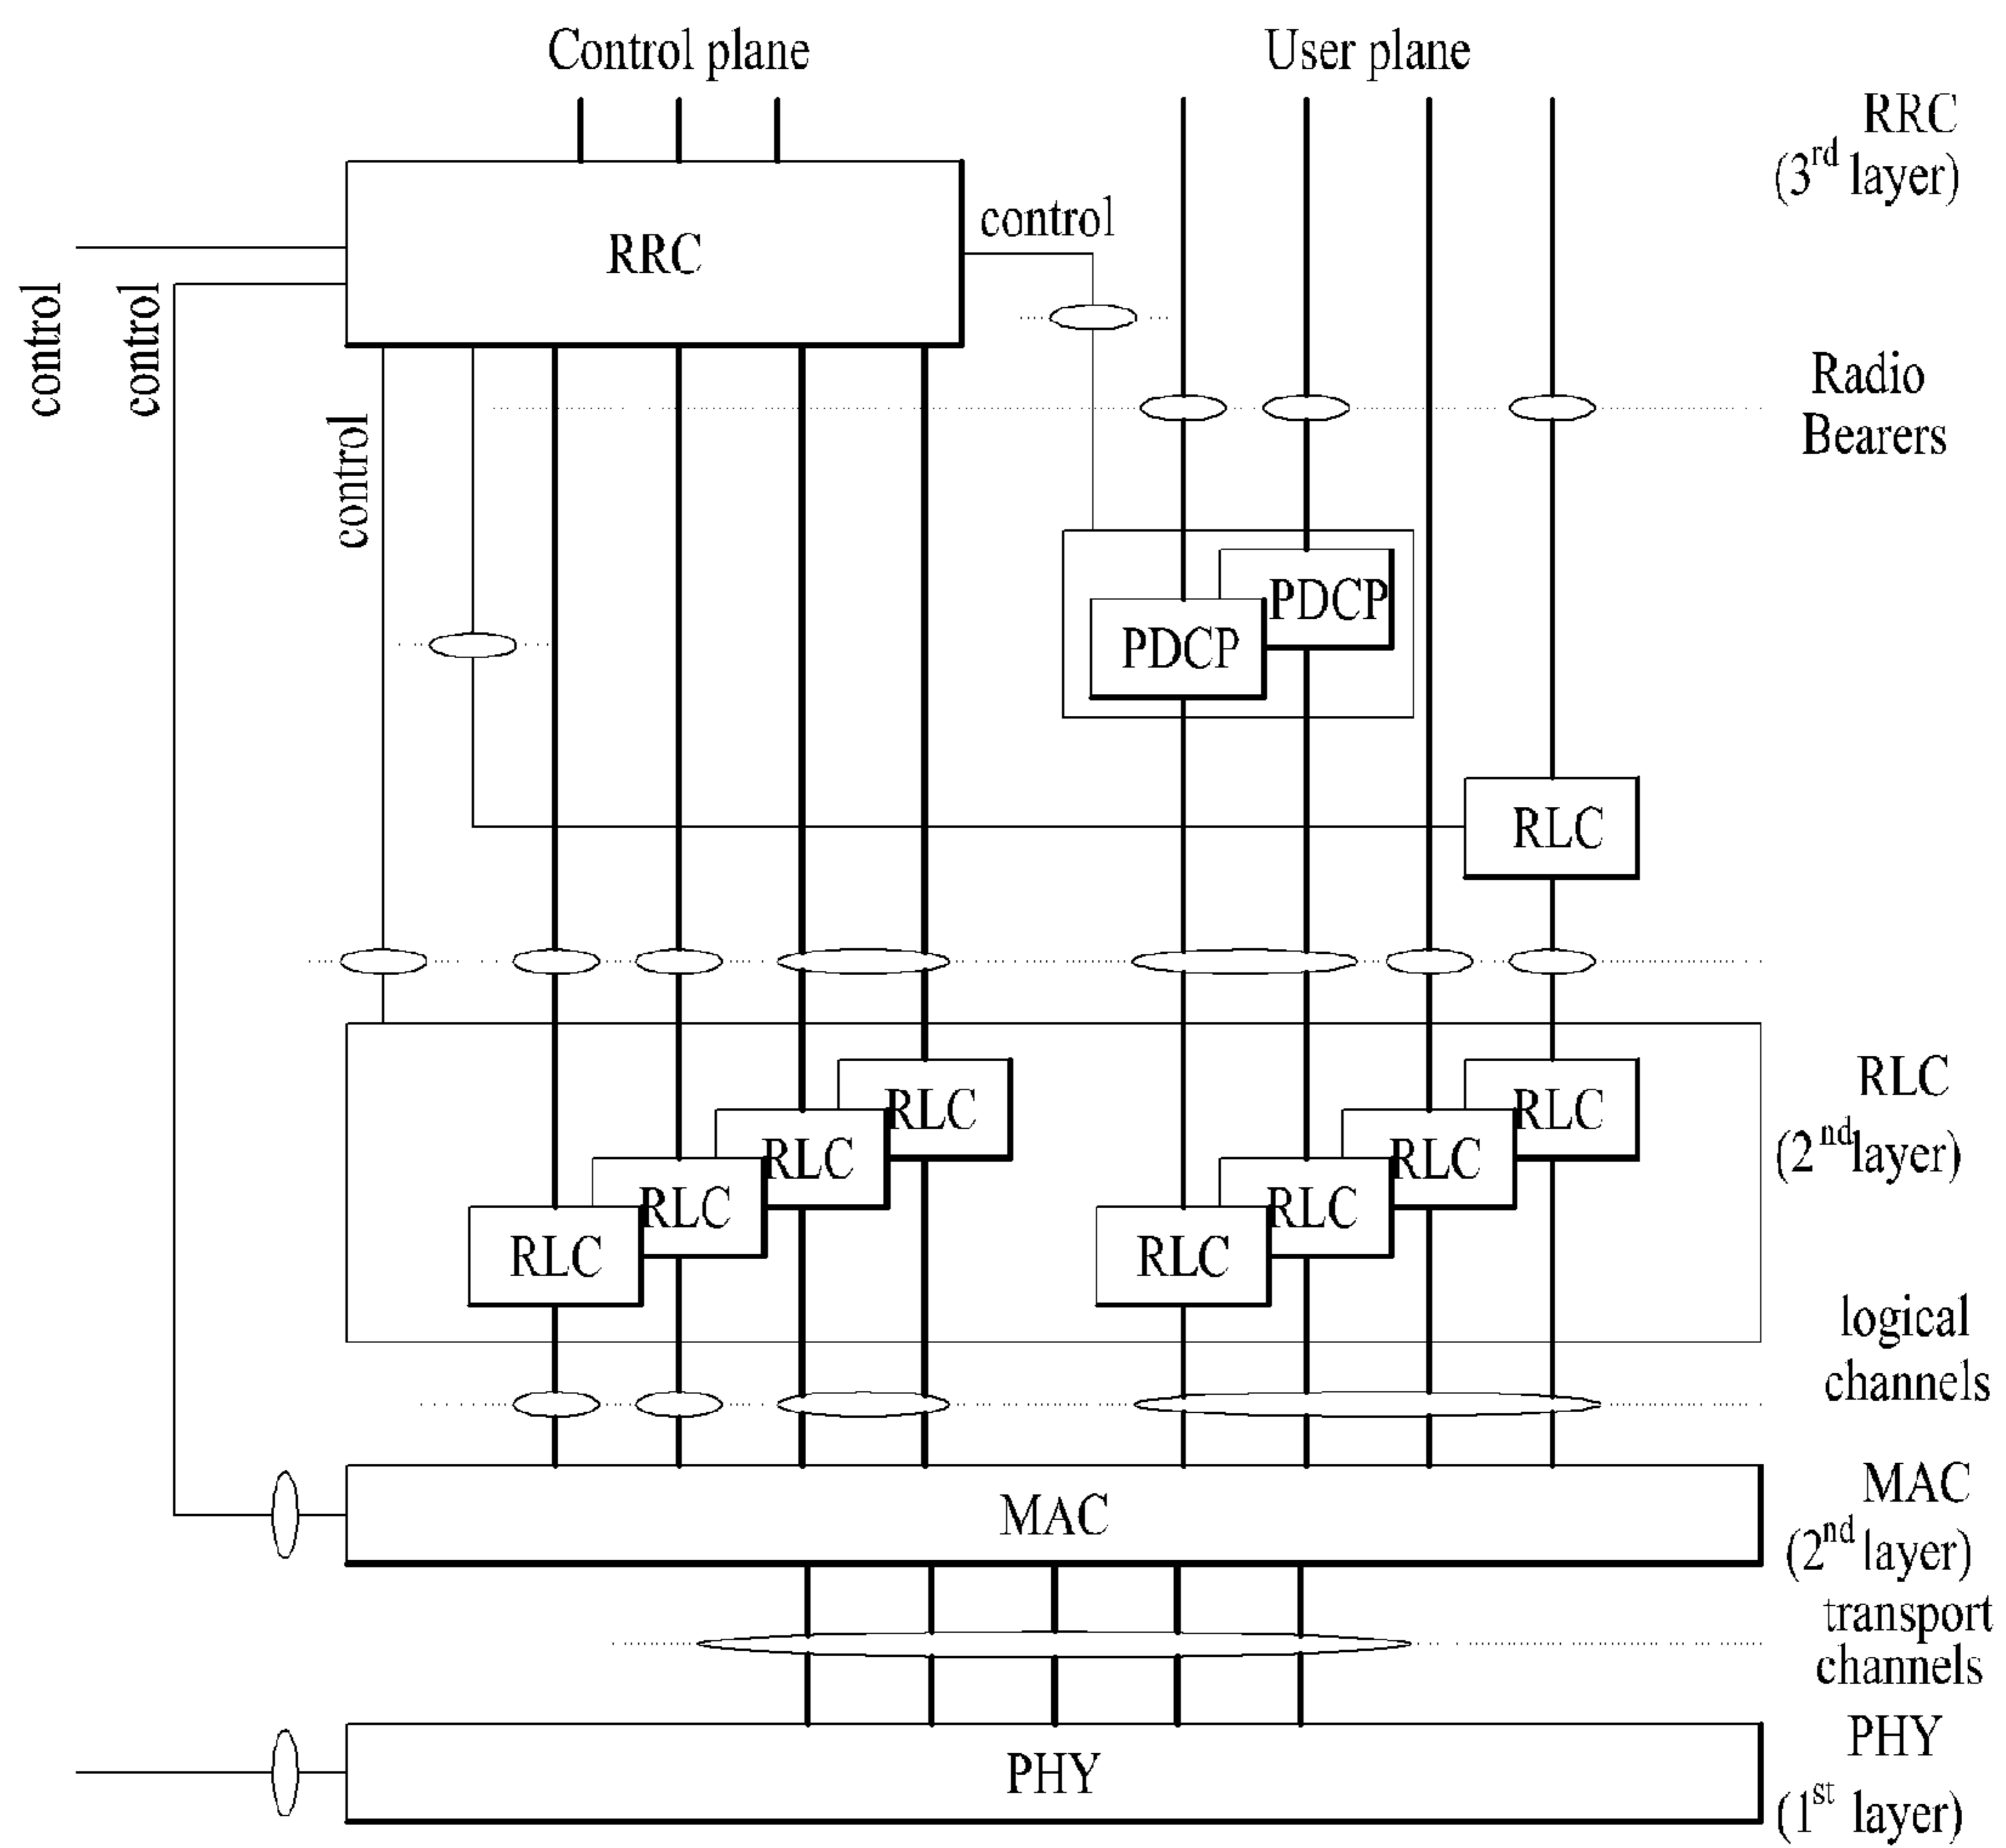 Control plane
User plane
RRC
(3rd layer)
control
RRC
control
control
Radio
Bearers
control
PDCP
PDCP
RLC
RLC
RLC
RLC
(2nd layer)
RLC
RLC
RLC
RLC
RLC
RLC
logical
channels
MAC
MAC
(2nd layer)
transport
channels
PHY
PHY
(1st layer)